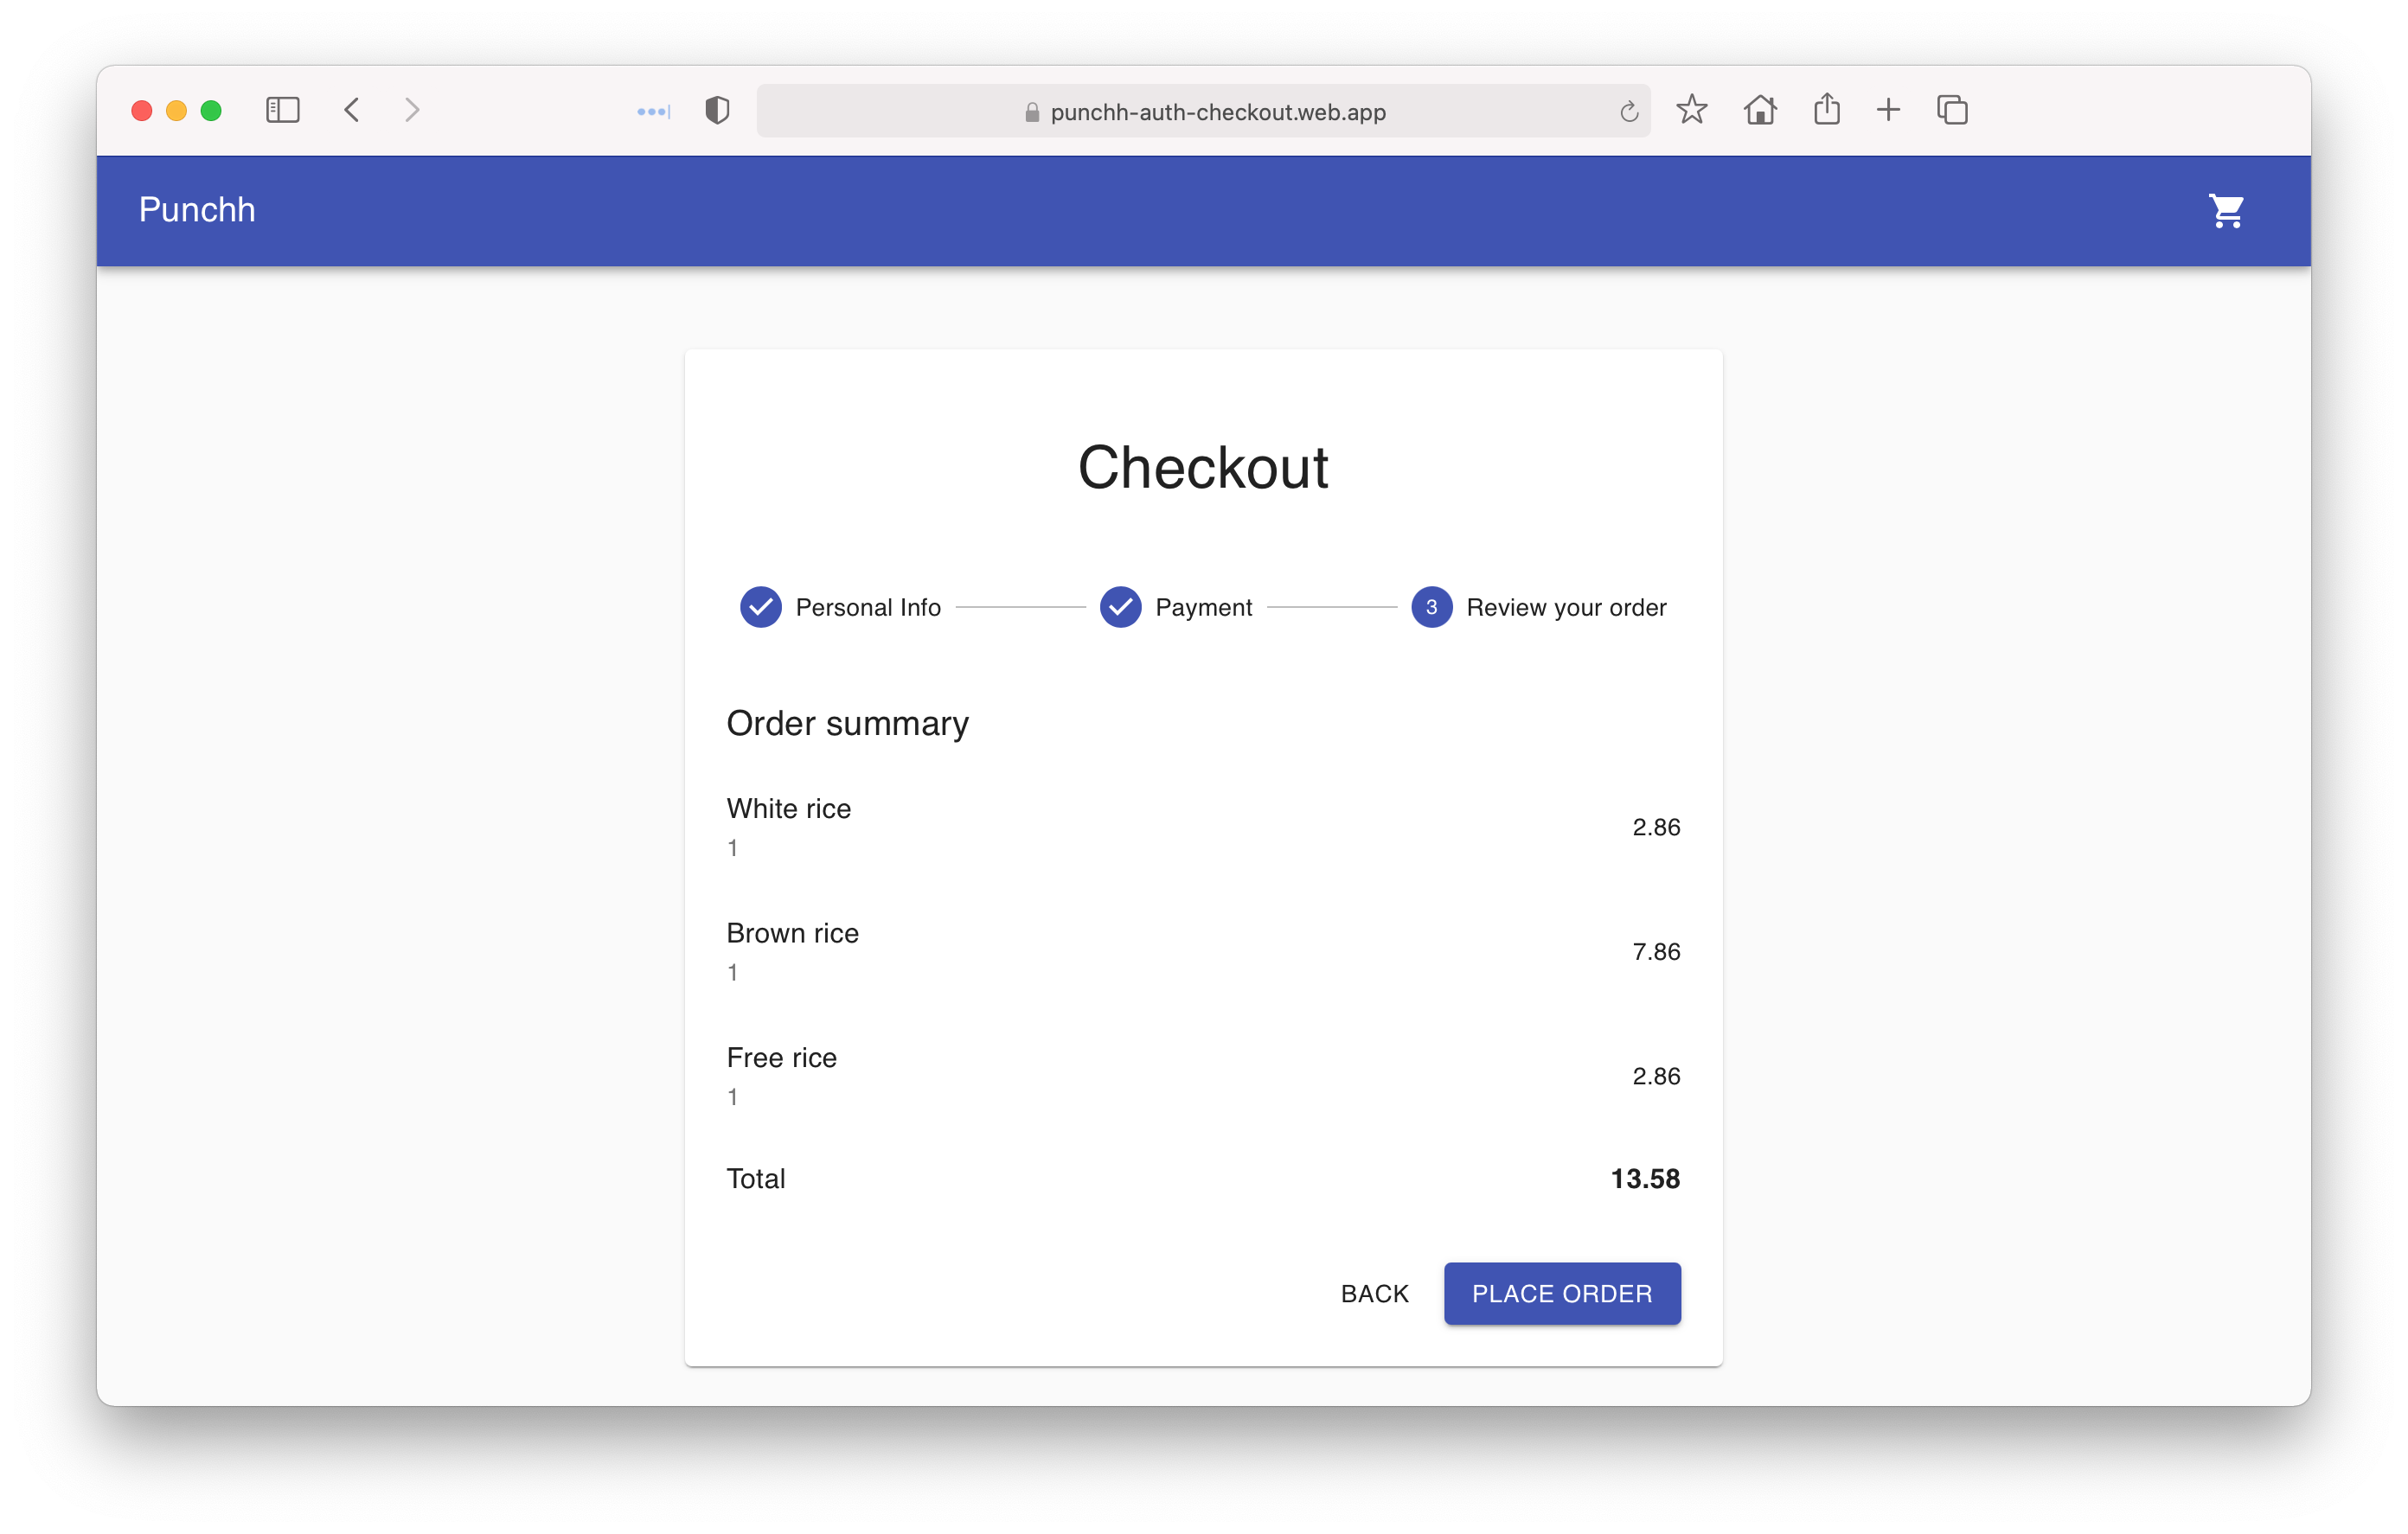 punchh-auth-checkout.web.app
Punchh
Checkout
Personal Info
Payment
3 Review your order
Order summary
White rice
1
2.86
Brown rice
1
7.86
Free rice
1
2.86
Total 13.58
BACK PLACE ORDER